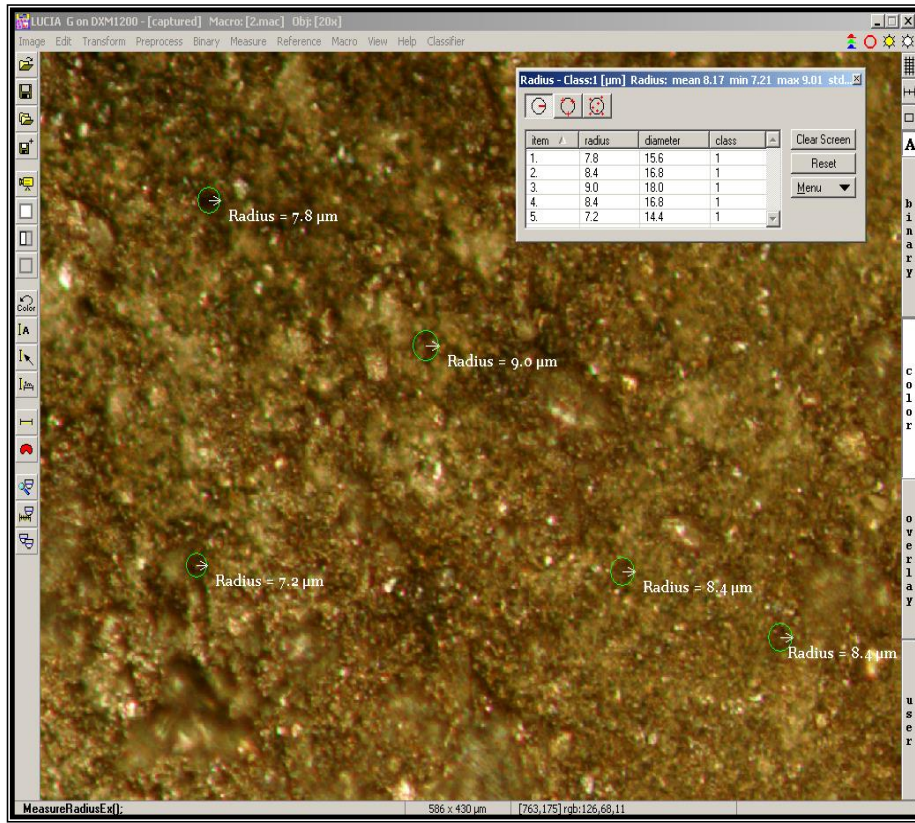 LUCIA G on DXM1200 - [captured] Macro: [2.mac] Obj: [20x]
Image Edit Transform Preprocess Binary Measure Reference Macro View Help Classifier
Radius - Class:1 [µm] Radius: mean 8.17 min 7.21 max 9.01 std...
item radius diameter class
1. 7.8 15.6 1
2. 8.4 16.8 1
3. 9.0 18.0 1
4. 8.4 16.8 1
5. 7.2 14.4 1
Clear Screen
Reset
Menu
Radius = 7.8 µm
Radius = 9.0 µm
Radius = 7.2 µm
Radius = 8.4 µm
Radius = 8.4 µm
Color
A
A
binary
color
overlay
user
MeasureRadiusEx();
586 x 430 µm
[763,175] rgb:126,68,11